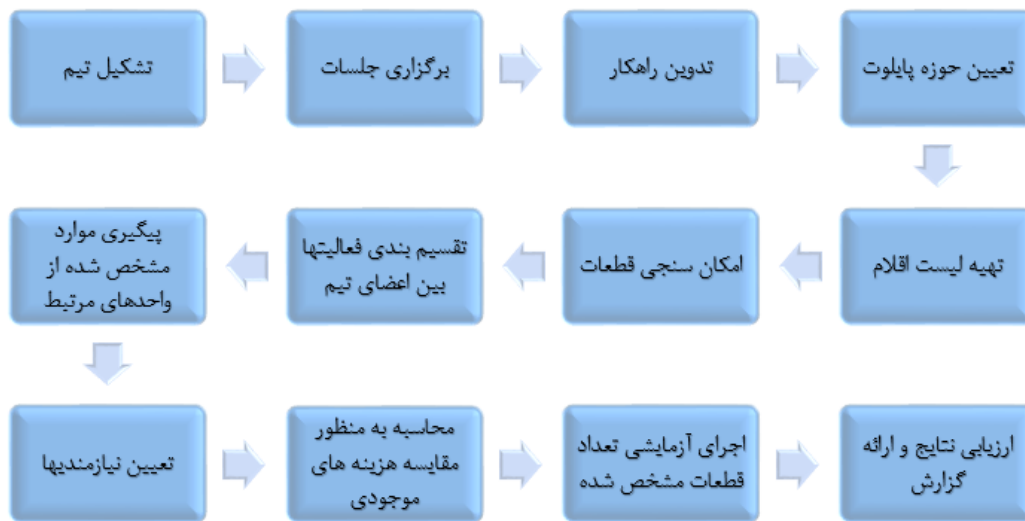 تشکیل تیم
برگزاری جلسات
تدوین راهکار
تعیین حوزه پایلوت
تهیه لیست اقلام
امکان سنجی قطعات
تقسیم بندی فعالیتها
بین اعضای تیم
پیگیری موارد
مشخص شده از
واحدهای مرتبط
تعیین نیازمندیها
محاسبه به منظور
مقایسه هزینه های
موجودی
اجرای آزمایشی تعداد
قطعات مشخص شده
ارزیابی نتایج و ارائه
گزارش